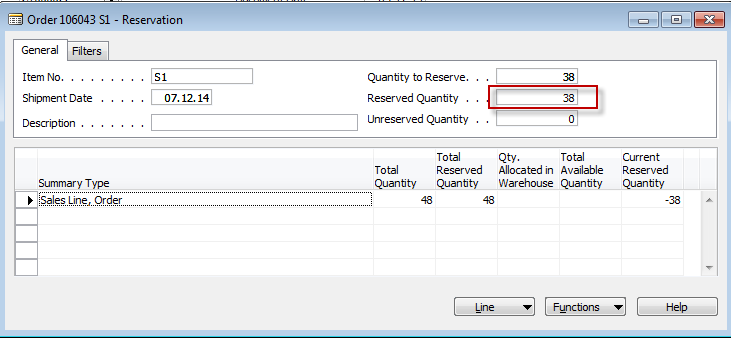 Order 106043 S1 - Reservation
General Filters
Item No. . . . . . . . . S1 Quantity to Reserve. . . 38
Shipment Date . . . . . 07.12.14 Reserved Quantity . . . 38
Description . . . . . . . Unreserved Quantity . . 0
Summary Type Total Quantity Total Reserved Quantity Qty. Allocated in Warehouse Total Available Quantity Current Reserved Quantity
Sales Line, Order 48 48 -38
Line Functions Help